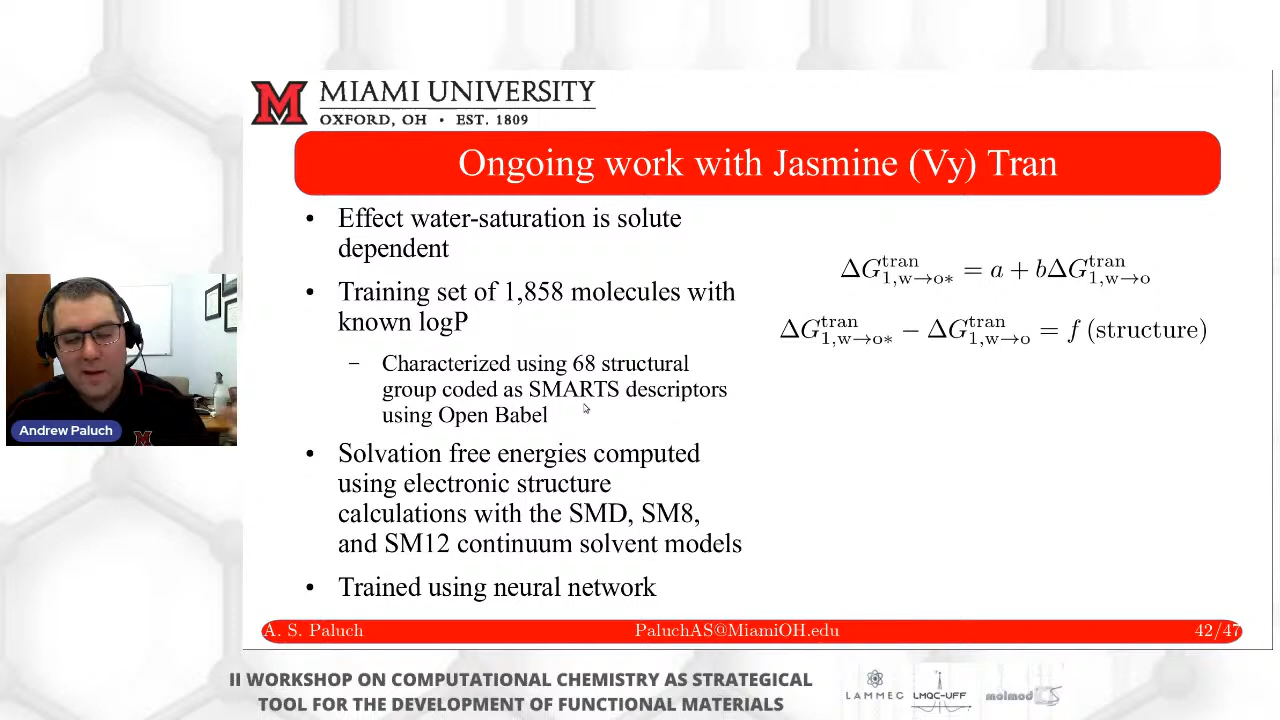 MIAMI UNIVERSITY
OXFORD, OH • EST. 1809
Ongoing work with Jasmine (Vy) Tran
• Effect water-saturation is solute
dependent
• Training set of 1,858 molecules with
known logP
– Characterized using 68 structural
group coded as SMARTS descriptors
using Open Babel
• Solvation free energies computed
using electronic structure
calculations with the SMD, SM8,
and SM12 continuum solvent models
• Trained using neural network
ΔG^tran_1,w→o* = a + bΔG^tran_1,w→o
ΔG^tran_1,w→o* − ΔG^tran_1,w→o = f (structure)
Andrew Paluch
A. S. Paluch PaluchAS@MiamiOH.edu 42/47
II WORKSHOP ON COMPUTATIONAL CHEMISTRY AS STRATEGICAL
TOOL FOR THE DEVELOPMENT OF FUNCTIONAL MATERIALS
LAMMEC LMQC-UFF molmod CS